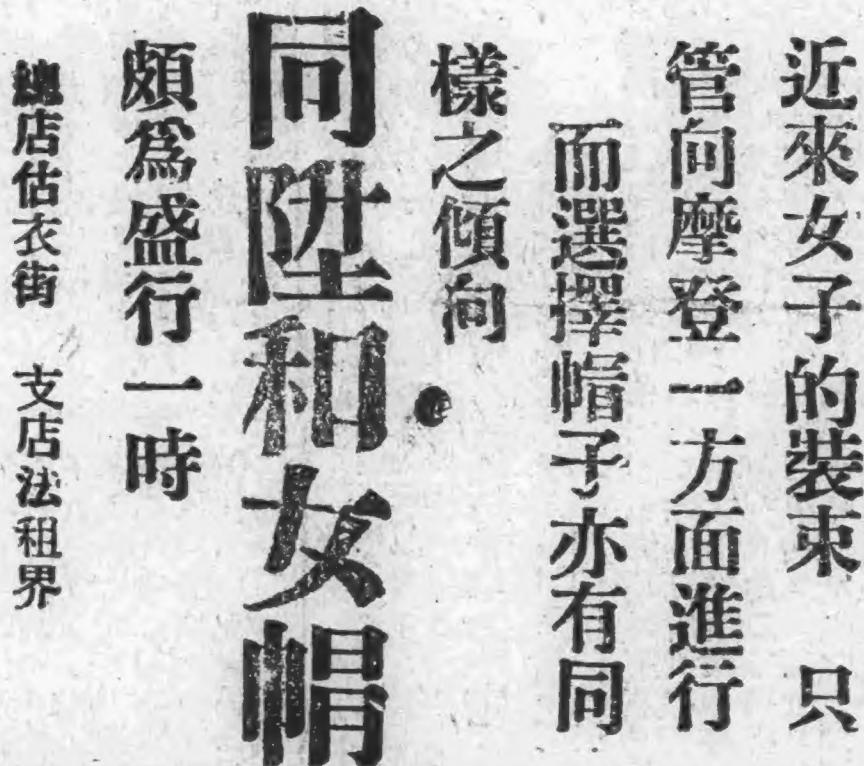 近來女子的裝束　只
管向摩登一方面進行
而選擇帽子亦有同
樣之傾向
同陞和女帽
頗爲盛行一時
總店估衣街　支店法租界